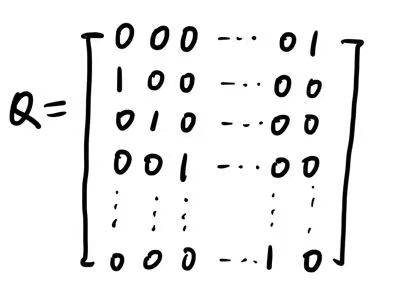 Q = [ 0 0 0 ... 0 1
1 0 0 ... 0 0
0 1 0 ... 0 0
0 0 1 ... 0 0
⋮ ⋮ ⋮ ⋮ ⋮
0 0 0 ... 1 0 ]